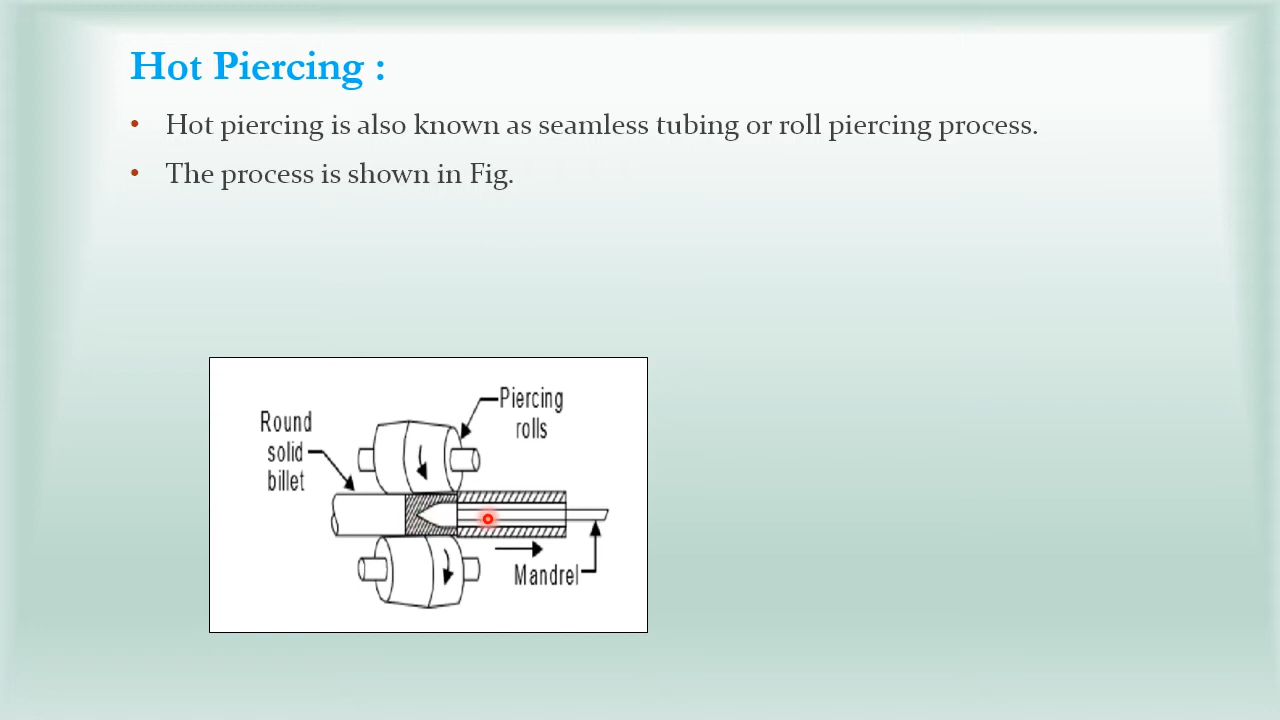 Hot Piercing :
• Hot piercing is also known as seamless tubing or roll piercing process.
• The process is shown in Fig.
Piercing
rolls
Round
solid
billet
Mandrel